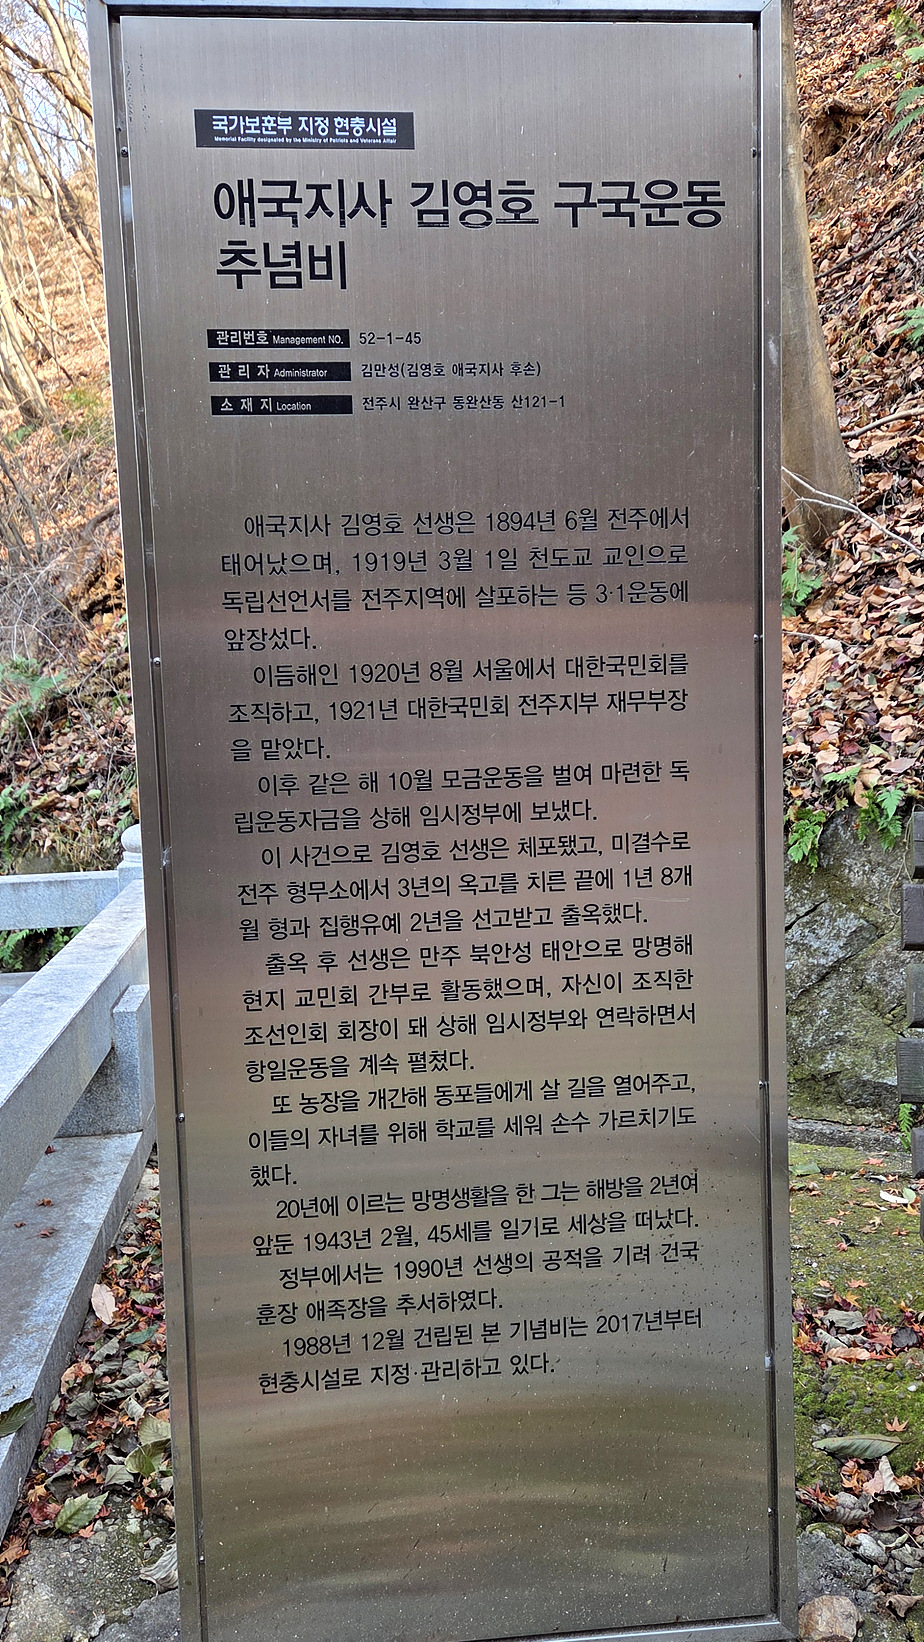 국가보훈부 지정 현충시설
Memorial Facility designated by the Ministry of Patriots and Veterans Affair
애국지사 김영호 구국운동
추념비
관리번호 Management NO. 52-1-45
관 리 자 Administrator 김만성(김영호 애국지사 후손)
소 재 지 Location 전주시 완산구 동완산동 산121-1
애국지사 김영호 선생은 1894년 6월 전주에서
태어났으며, 1919년 3월 1일 천도교 교인으로
독립선언서를 전주지역에 살포하는 등 3·1운동에
앞장섰다.
이듬해인 1920년 8월 서울에서 대한국민회를
조직하고, 1921년 대한국민회 전주지부 재무부장
을 맡았다.
이후 같은 해 10월 모금운동을 벌여 마련한 독
립운동자금을 상해 임시정부에 보냈다.
이 사건으로 김영호 선생은 체포됐고, 미결수로
전주 형무소에서 3년의 옥고를 치른 끝에 1년 8개
월 형과 집행유예 2년을 선고받고 출옥했다.
출옥 후 선생은 만주 북안성 태안으로 망명해
현지 교민회 간부로 활동했으며, 자신이 조직한
조선인회 회장이 돼 상해 임시정부와 연락하면서
항일운동을 계속 펼쳤다.
또 농장을 개간해 동포들에게 살 길을 열어주고,
이들의 자녀를 위해 학교를 세워 손수 가르치기도
했다.
20년에 이르는 망명생활을 한 그는 해방을 2년여
앞둔 1943년 2월, 45세를 일기로 세상을 떠났다.
정부에서는 1990년 선생의 공적을 기려 건국
훈장 애족장을 추서하였다.
1988년 12월 건립된 본 기념비는 2017년부터
현충시설로 지정·관리하고 있다.